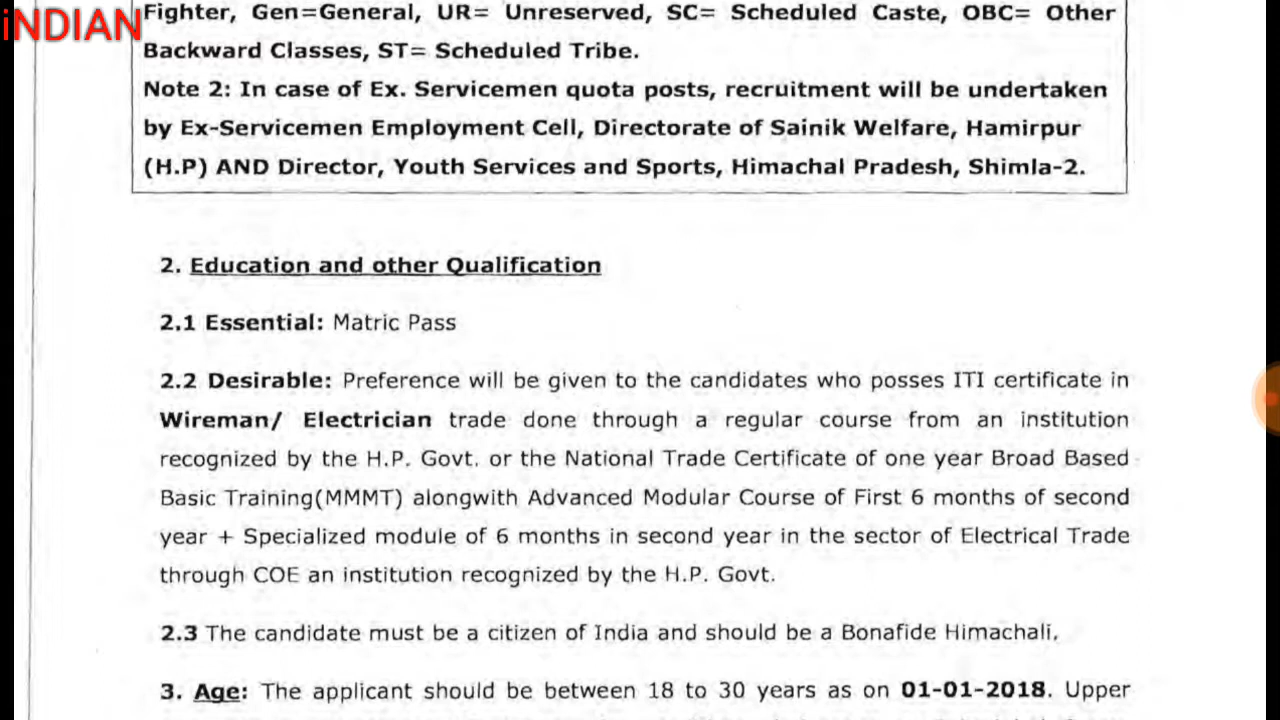 iNDIAN
Fighter, Gen=General, UR= Unreserved, SC= Scheduled Caste, OBC= Other
Backward Classes, ST= Scheduled Tribe.
Note 2: In case of Ex. Servicemen quota posts, recruitment will be undertaken
by Ex-Servicemen Employment Cell, Directorate of Sainik Welfare, Hamirpur
(H.P) AND Director, Youth Services and Sports, Himachal Pradesh, Shimla-2.
2. Education and other Qualification
2.1 Essential: Matric Pass
2.2 Desirable: Preference will be given to the candidates who posses ITI certificate in
Wireman/ Electrician trade done through a regular course from an institution
recognized by the H.P. Govt. or the National Trade Certificate of one year Broad Based
Basic Training(MMMT) alongwith Advanced Modular Course of First 6 months of second
year + Specialized module of 6 months in second year in the sector of Electrical Trade
through COE an institution recognized by the H.P. Govt.
2.3 The candidate must be a citizen of India and should be a Bonafide Himachali.
3. Age: The applicant should be between 18 to 30 years as on 01-01-2018. Upper